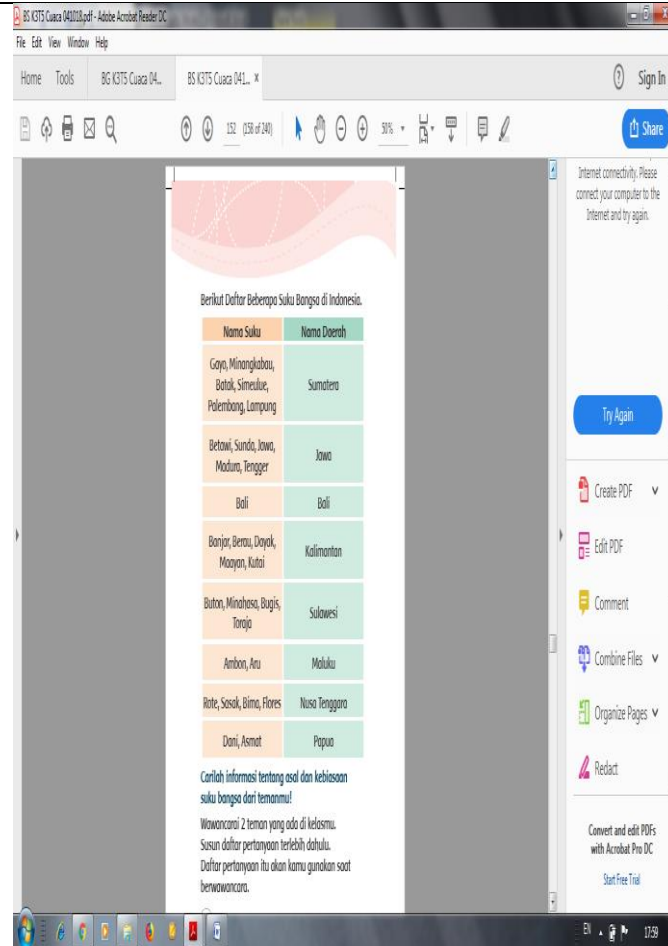 BS K3T5 Cuaca 041018.pdf - Adobe Acrobat Reader DC
File Edit View Window Help
Home Tools BG K3T5 Cuaca 04... BS K3T5 Cuaca 041... × Sign In
152 (158 of 240) 50% Share
Internet connectivity. Please
connect your computer to the
Internet and try again.
Try Again
Create PDF
Edit PDF
Comment
Combine Files
Organize Pages
Redact
Convert and edit PDFs
with Acrobat Pro DC
Start Free Trial
Berikut Daftar Beberapa Suku Bangsa di Indonesia.
Nama Suku Nama Daerah
Gayo, Minangkabau,
Batak, Simeulue,
Palembang, Lampung
Sumatera
Betawi, Sunda, Jawa,
Madura, Tengger
Jawa
Bali Bali
Banjar, Berau, Dayak,
Maayan, Kutai
Kalimantan
Buton, Minahasa, Bugis,
Toraja
Sulawesi
Ambon, Aru Maluku
Rote, Sasak, Bima, Flores Nusa Tenggara
Dani, Asmat Papua
Carilah informasi tentang asal dan kebiasaan
suku bangsa dari temanmu!
Wawancarai 2 teman yang ada di kelasmu.
Susun daftar pertanyaan terlebih dahulu.
Daftar pertanyaan itu akan kamu gunakan saat
berwawancara.
EN 17:59